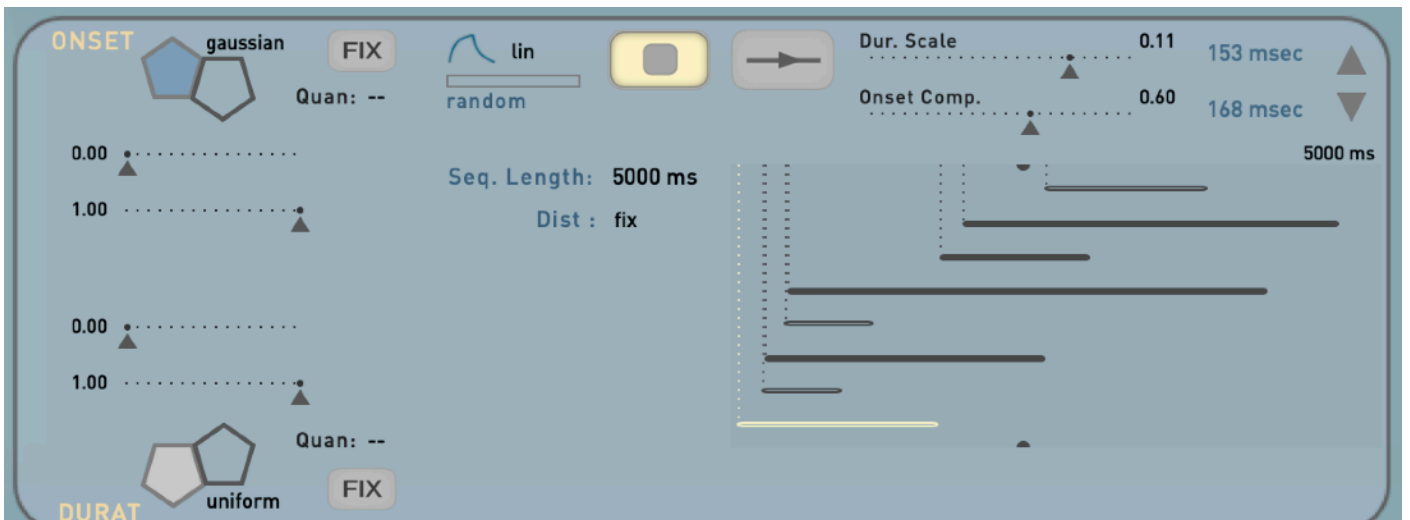 ONSET
gaussian
FIX
Quan: --
lin
random
Dur. Scale
0.11
153 msec
Onset Comp.
0.60
168 msec
5000 ms
0.00
1.00
Seq. Length: 5000 ms
Dist : fix
0.00
1.00
Quan: --
uniform
FIX
DURAT